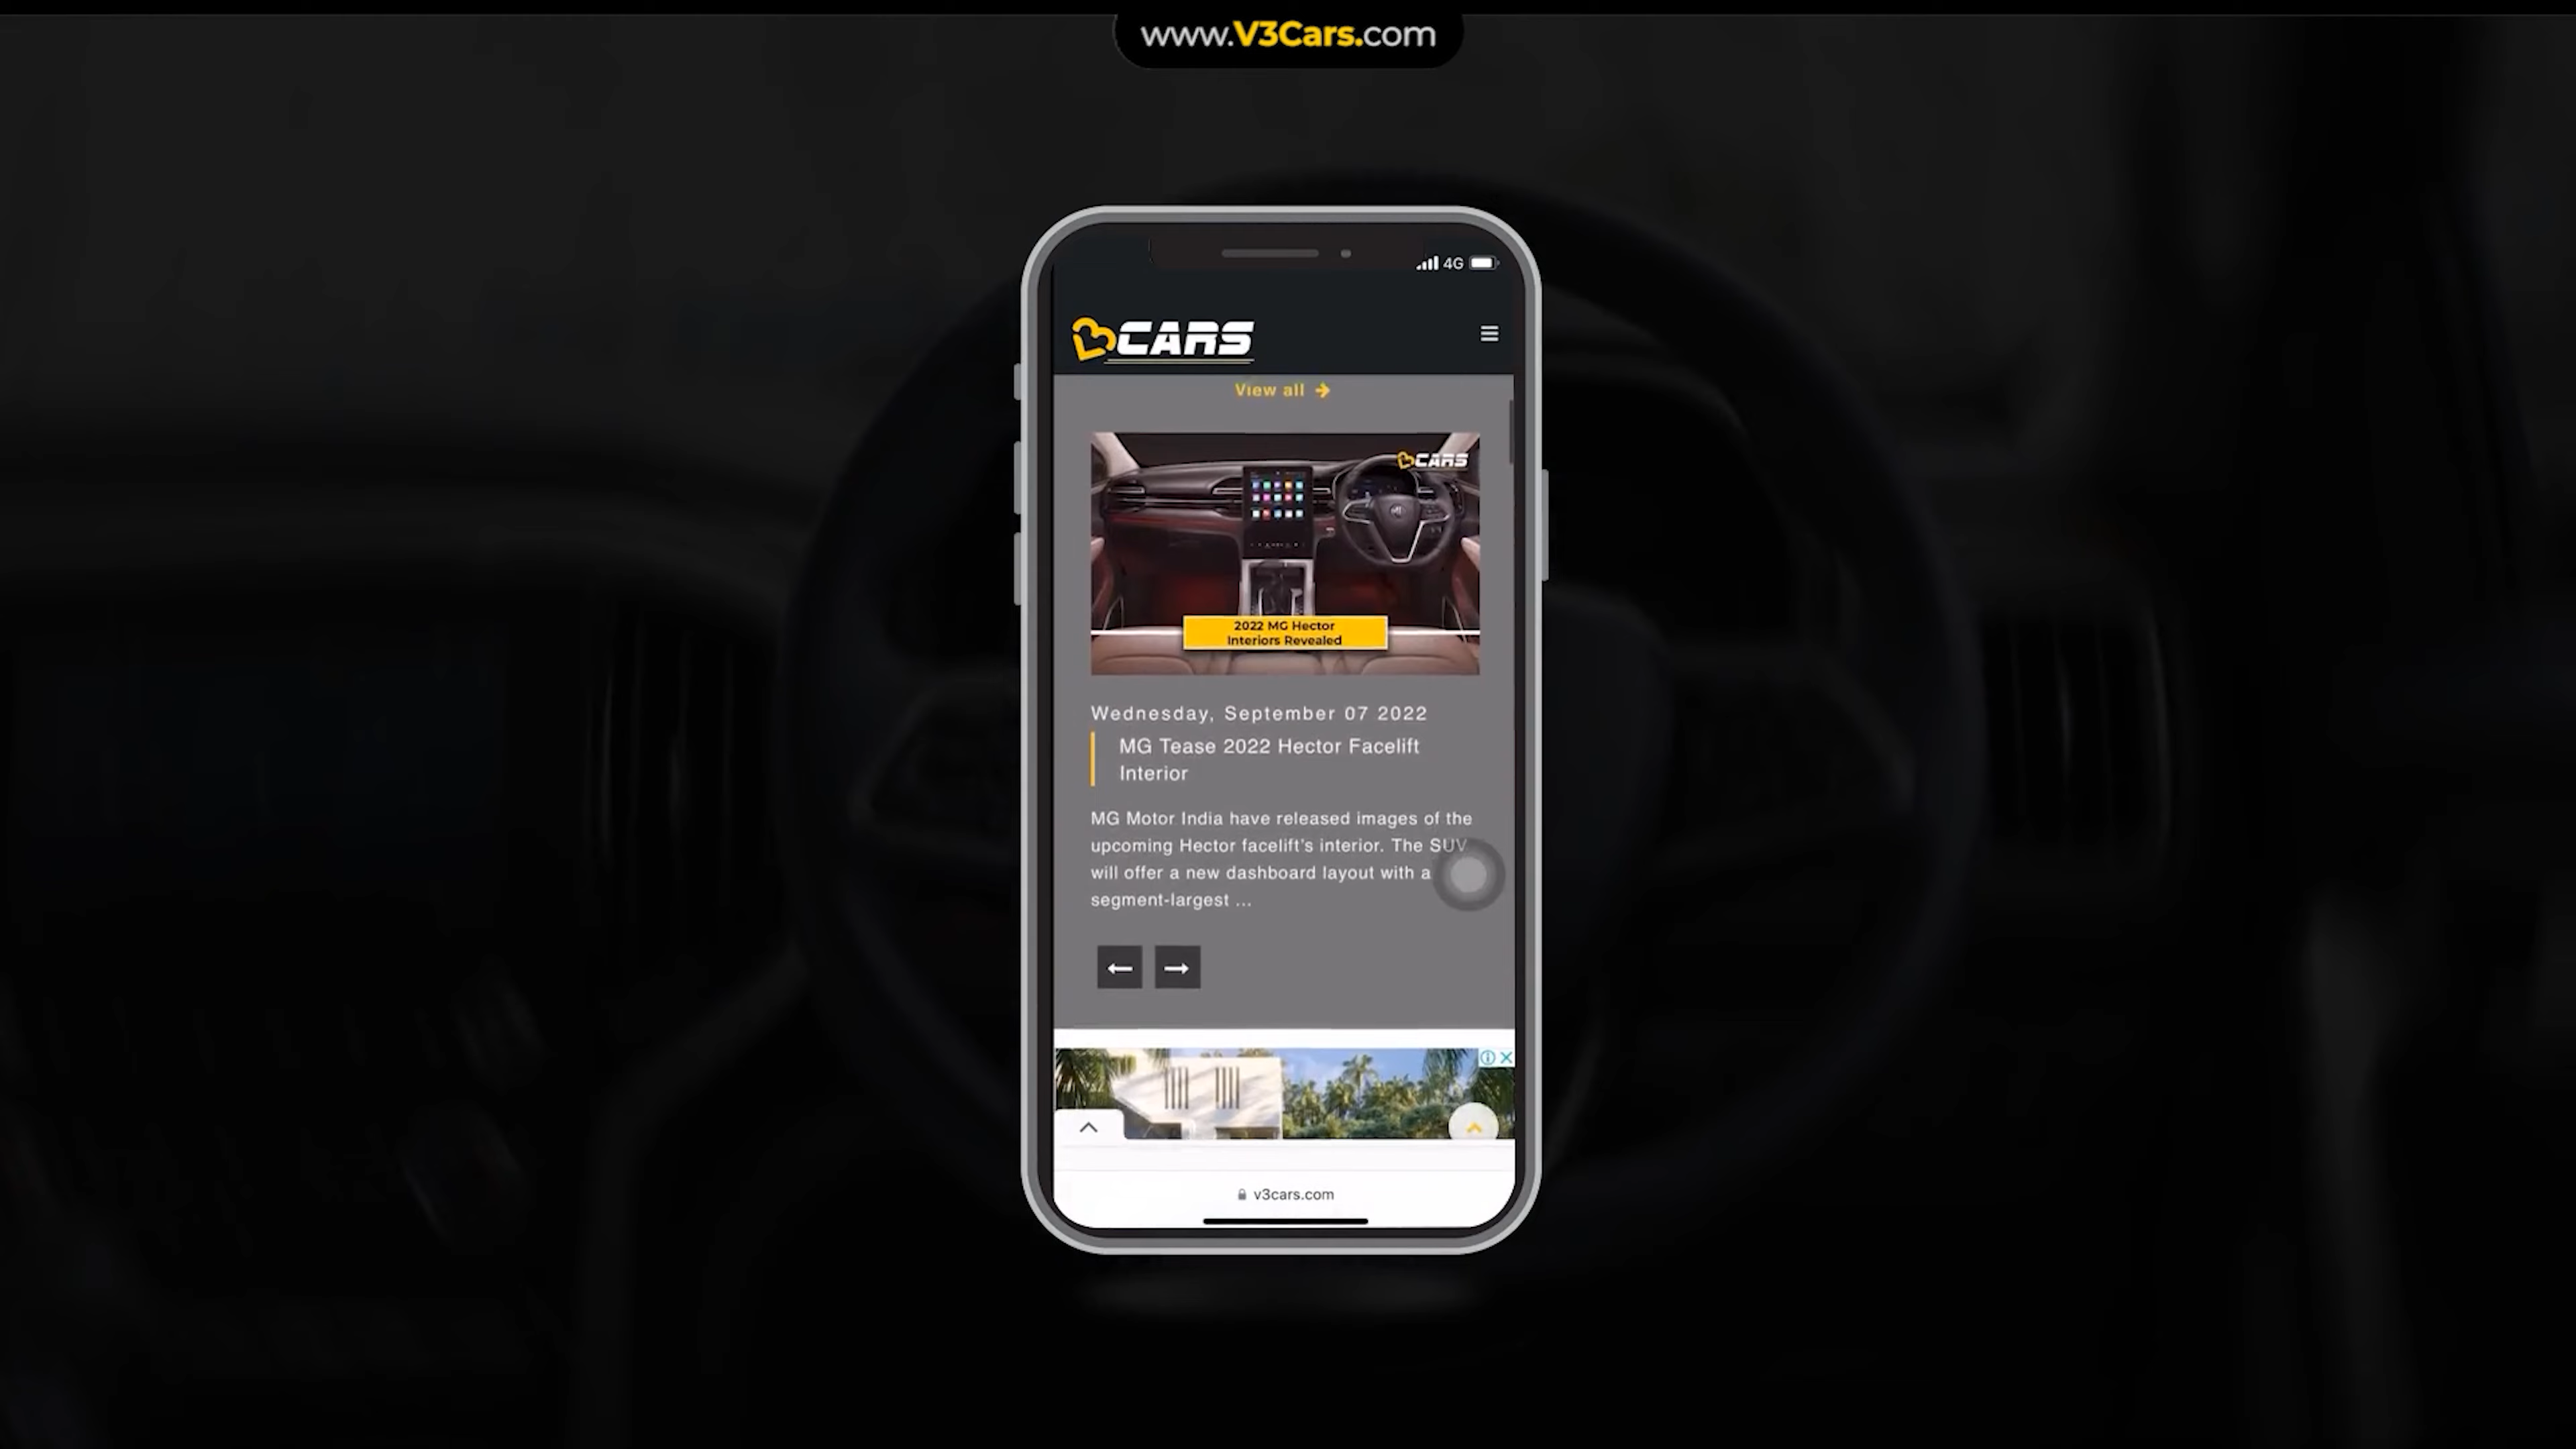 www.V3Cars.com
4G
CARS
View all →
CARS
2022 MG Hector
Interiors Revealed
Wednesday, September 07 2022
MG Tease 2022 Hector Facelift
Interior
MG Motor India have released images of the
upcoming Hector facelift's interior. The SUV
will offer a new dashboard layout with a
segment-largest ...
v3cars.com